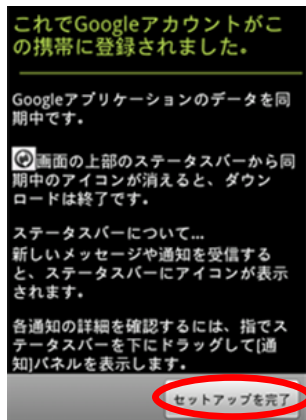 これでGoogleアカウントがこ
の携帯に登録されました。
Googleアプリケーションのデータを同
期中です。
画面の上部のステータスバーから同
期中のアイコンが消えると、ダウン
ロードは終了です。
ステータスバーについて...
新しいメッセージや通知を受信する
と、ステータスバーにアイコンが表示
されます。
各通知の詳細を確認するには、指でス
テータスバーを下にドラッグして[通
知]パネルを表示します。
セットアップを完了